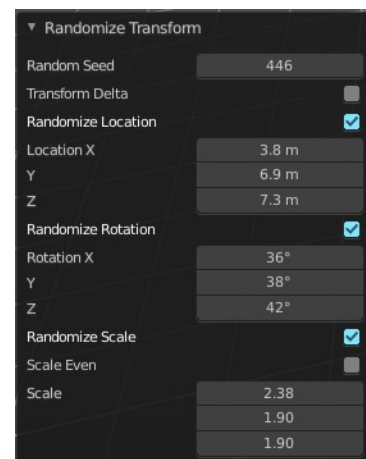 Randomize Transform
Random Seed 446
Transform Delta
Randomize Location
Location X 3.8 m
Y 6.9 m
Z 7.3 m
Randomize Rotation
Rotation X 36°
Y 38°
Z 42°
Randomize Scale
Scale Even
Scale 2.38
1.90
1.90